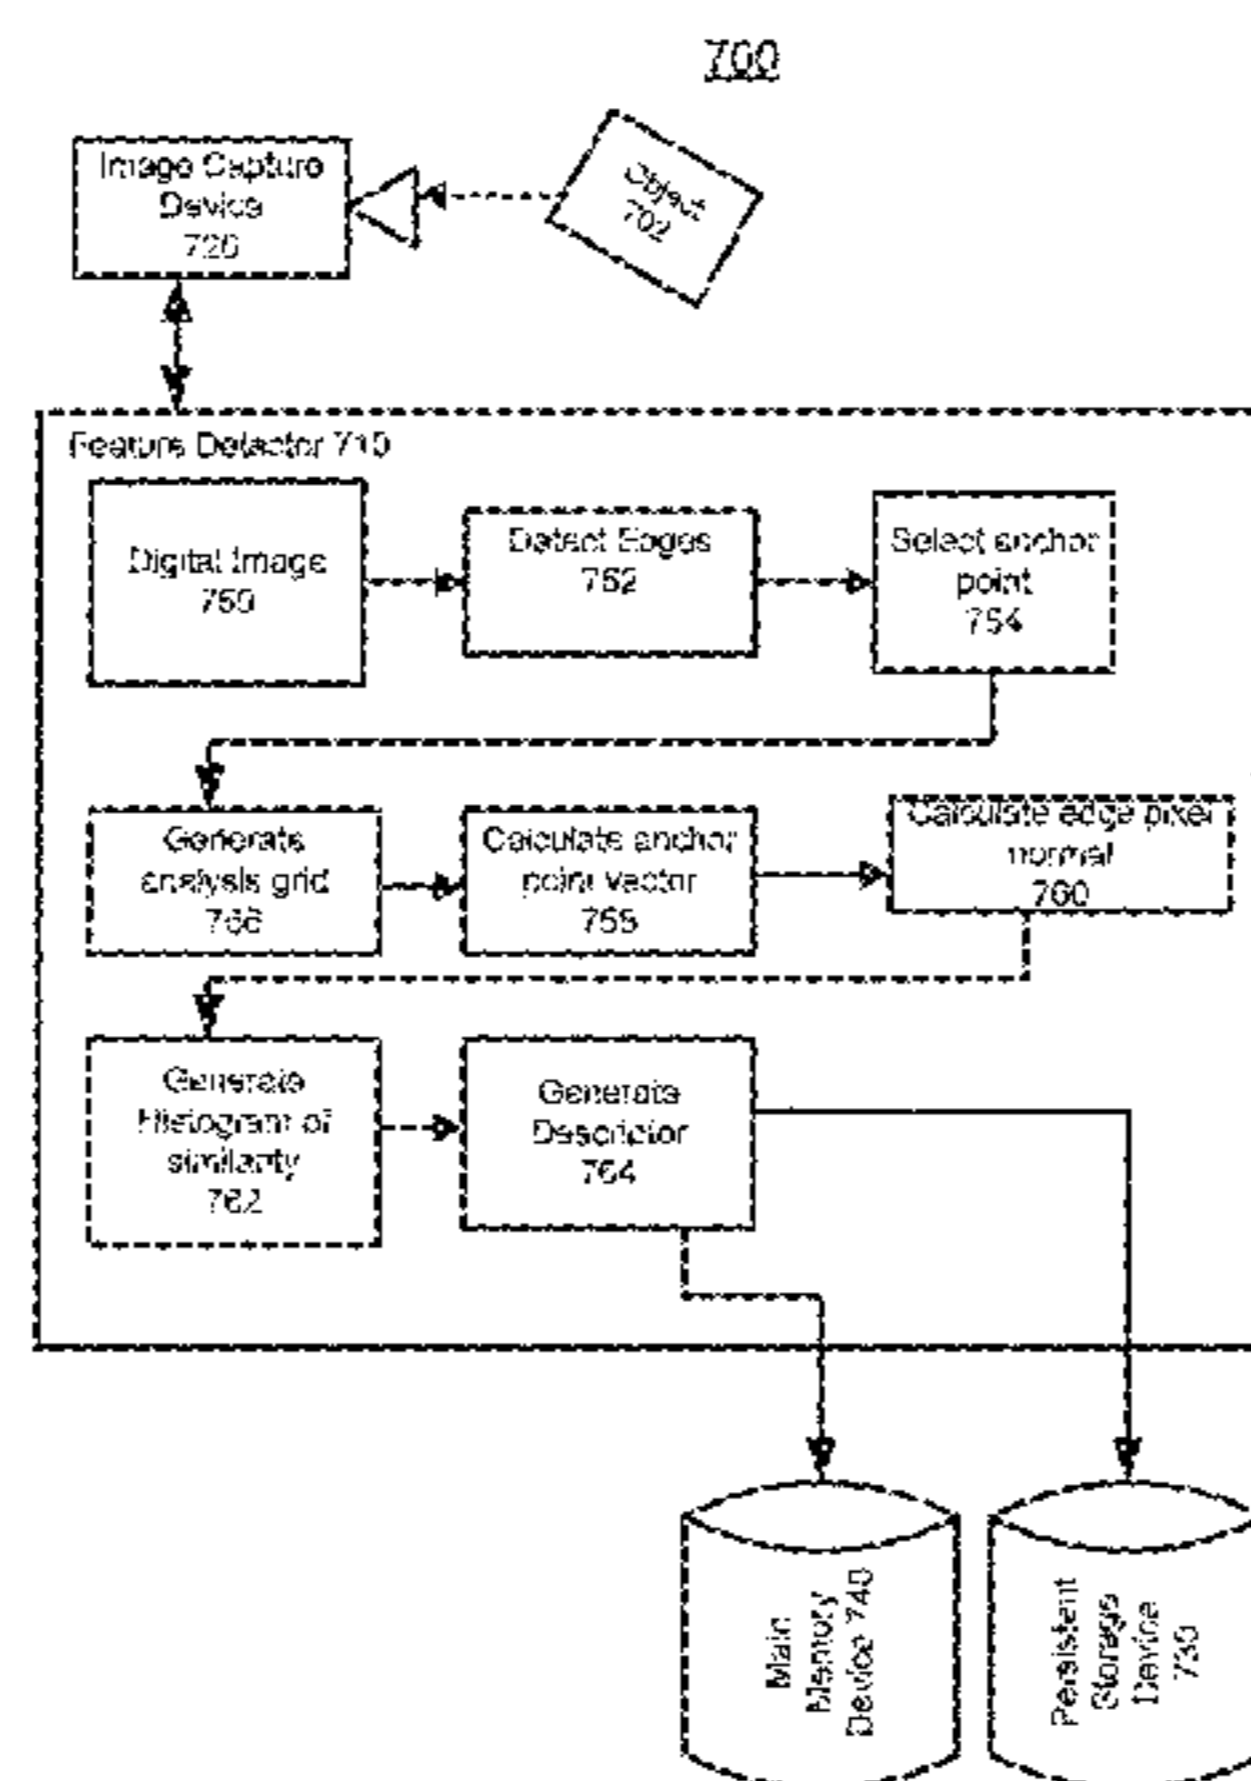 700
Image Capture
Device
720
Object
702
Feature Detector 710
Digital Image
750
Detect Edges
752
Select anchor
point
754
Generate
analysis grid
756
Calculate anchor
point vector
758
Calculate edge pixel
normal
760
Generate
Histogram of
similarity
762
Generate
Descriptor
764
Main
Memory
Device 740
Persistent
Storage
Device
730